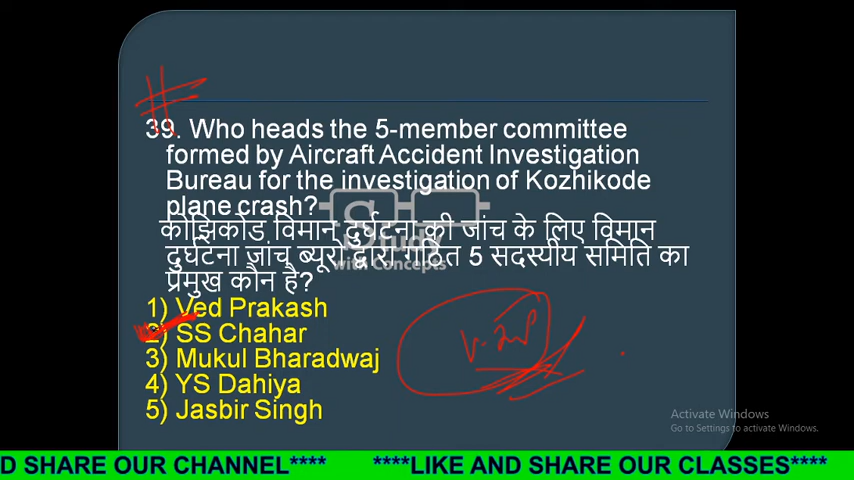 39. Who heads the 5-member committee
formed by Aircraft Accident Investigation
Bureau for the investigation of Kozhikode
plane crash?
कोझिकोड विमान दुर्घटना की जांच के लिए विमान
दुर्घटना जांच ब्यूरो द्वारा गठित 5 सदस्यीय समिति का
प्रमुख कौन है?
1) Ved Prakash
2) SS Chahar
3) Mukul Bharadwaj
4) YS Dahiya
5) Jasbir Singh
Study
with Concepts
Activate Windows
Go to Settings to activate Windows.
D SHARE OUR CHANNEL**** ****LIKE AND SHARE OUR CLASSES****